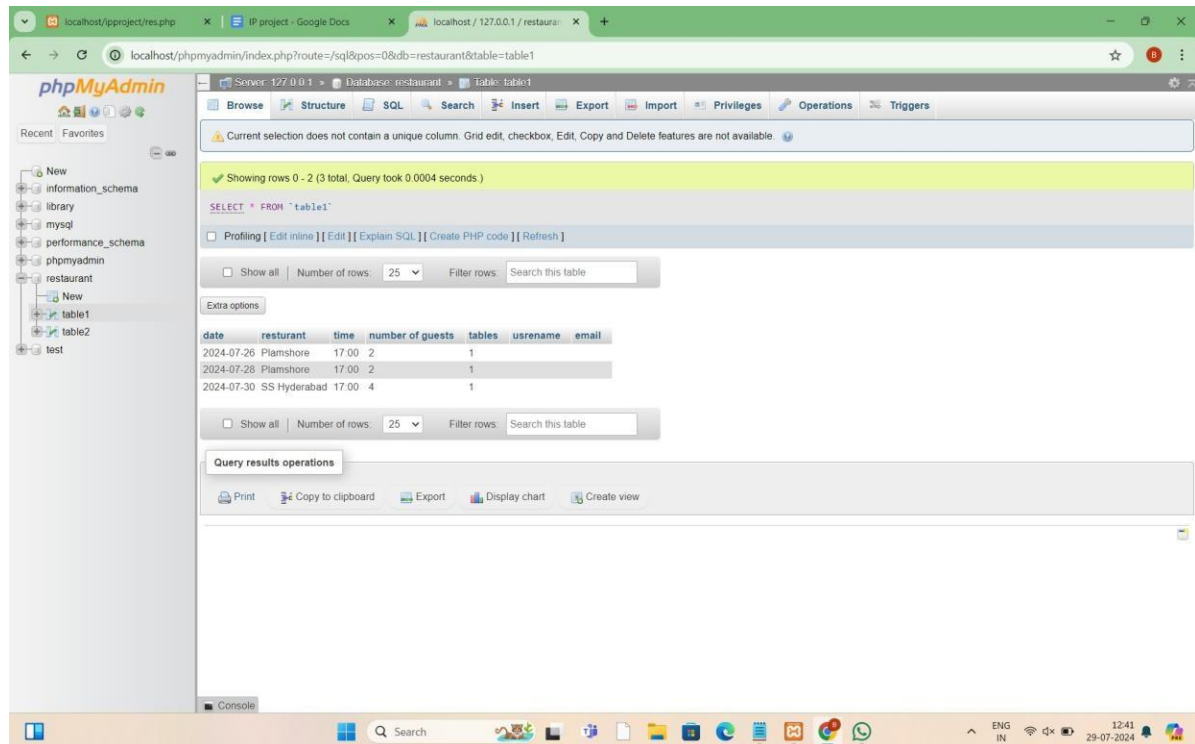 localhost/ipproject/res.php
IP project - Google Docs
localhost / 127.0.0.1 / restauran
localhost/phpmyadmin/index.php?route=/sql&pos=0&db=restaurant&table=table1
B
phpMyAdmin
Recent Favorites
New
information_schema
library
mysql
performance_schema
phpmyadmin
restaurant
New
table1
table2
test
Server: 127.0.0.1 » Database: restaurant » Table: table1
Browse Structure SQL Search Insert Export Import Privileges Operations Triggers
Current selection does not contain a unique column. Grid edit, checkbox, Edit, Copy and Delete features are not available.
Showing rows 0 - 2 (3 total, Query took 0.0004 seconds.)
SELECT * FROM `table1`
Profiling [ Edit inline ] [ Edit ] [ Explain SQL ] [ Create PHP code ] [ Refresh ]
Show all | Number of rows: 25 Filter rows: Search this table
Extra options
date resturant time number of guests tables usrename email
2024-07-26 Plamshore 17:00 2 1
2024-07-28 Plamshore 17:00 2 1
2024-07-30 SS Hyderabad 17:00 4 1
Show all | Number of rows: 25 Filter rows: Search this table
Query results operations
Print Copy to clipboard Export Display chart Create view
Console
Search
ENG
IN
12:41
29-07-2024